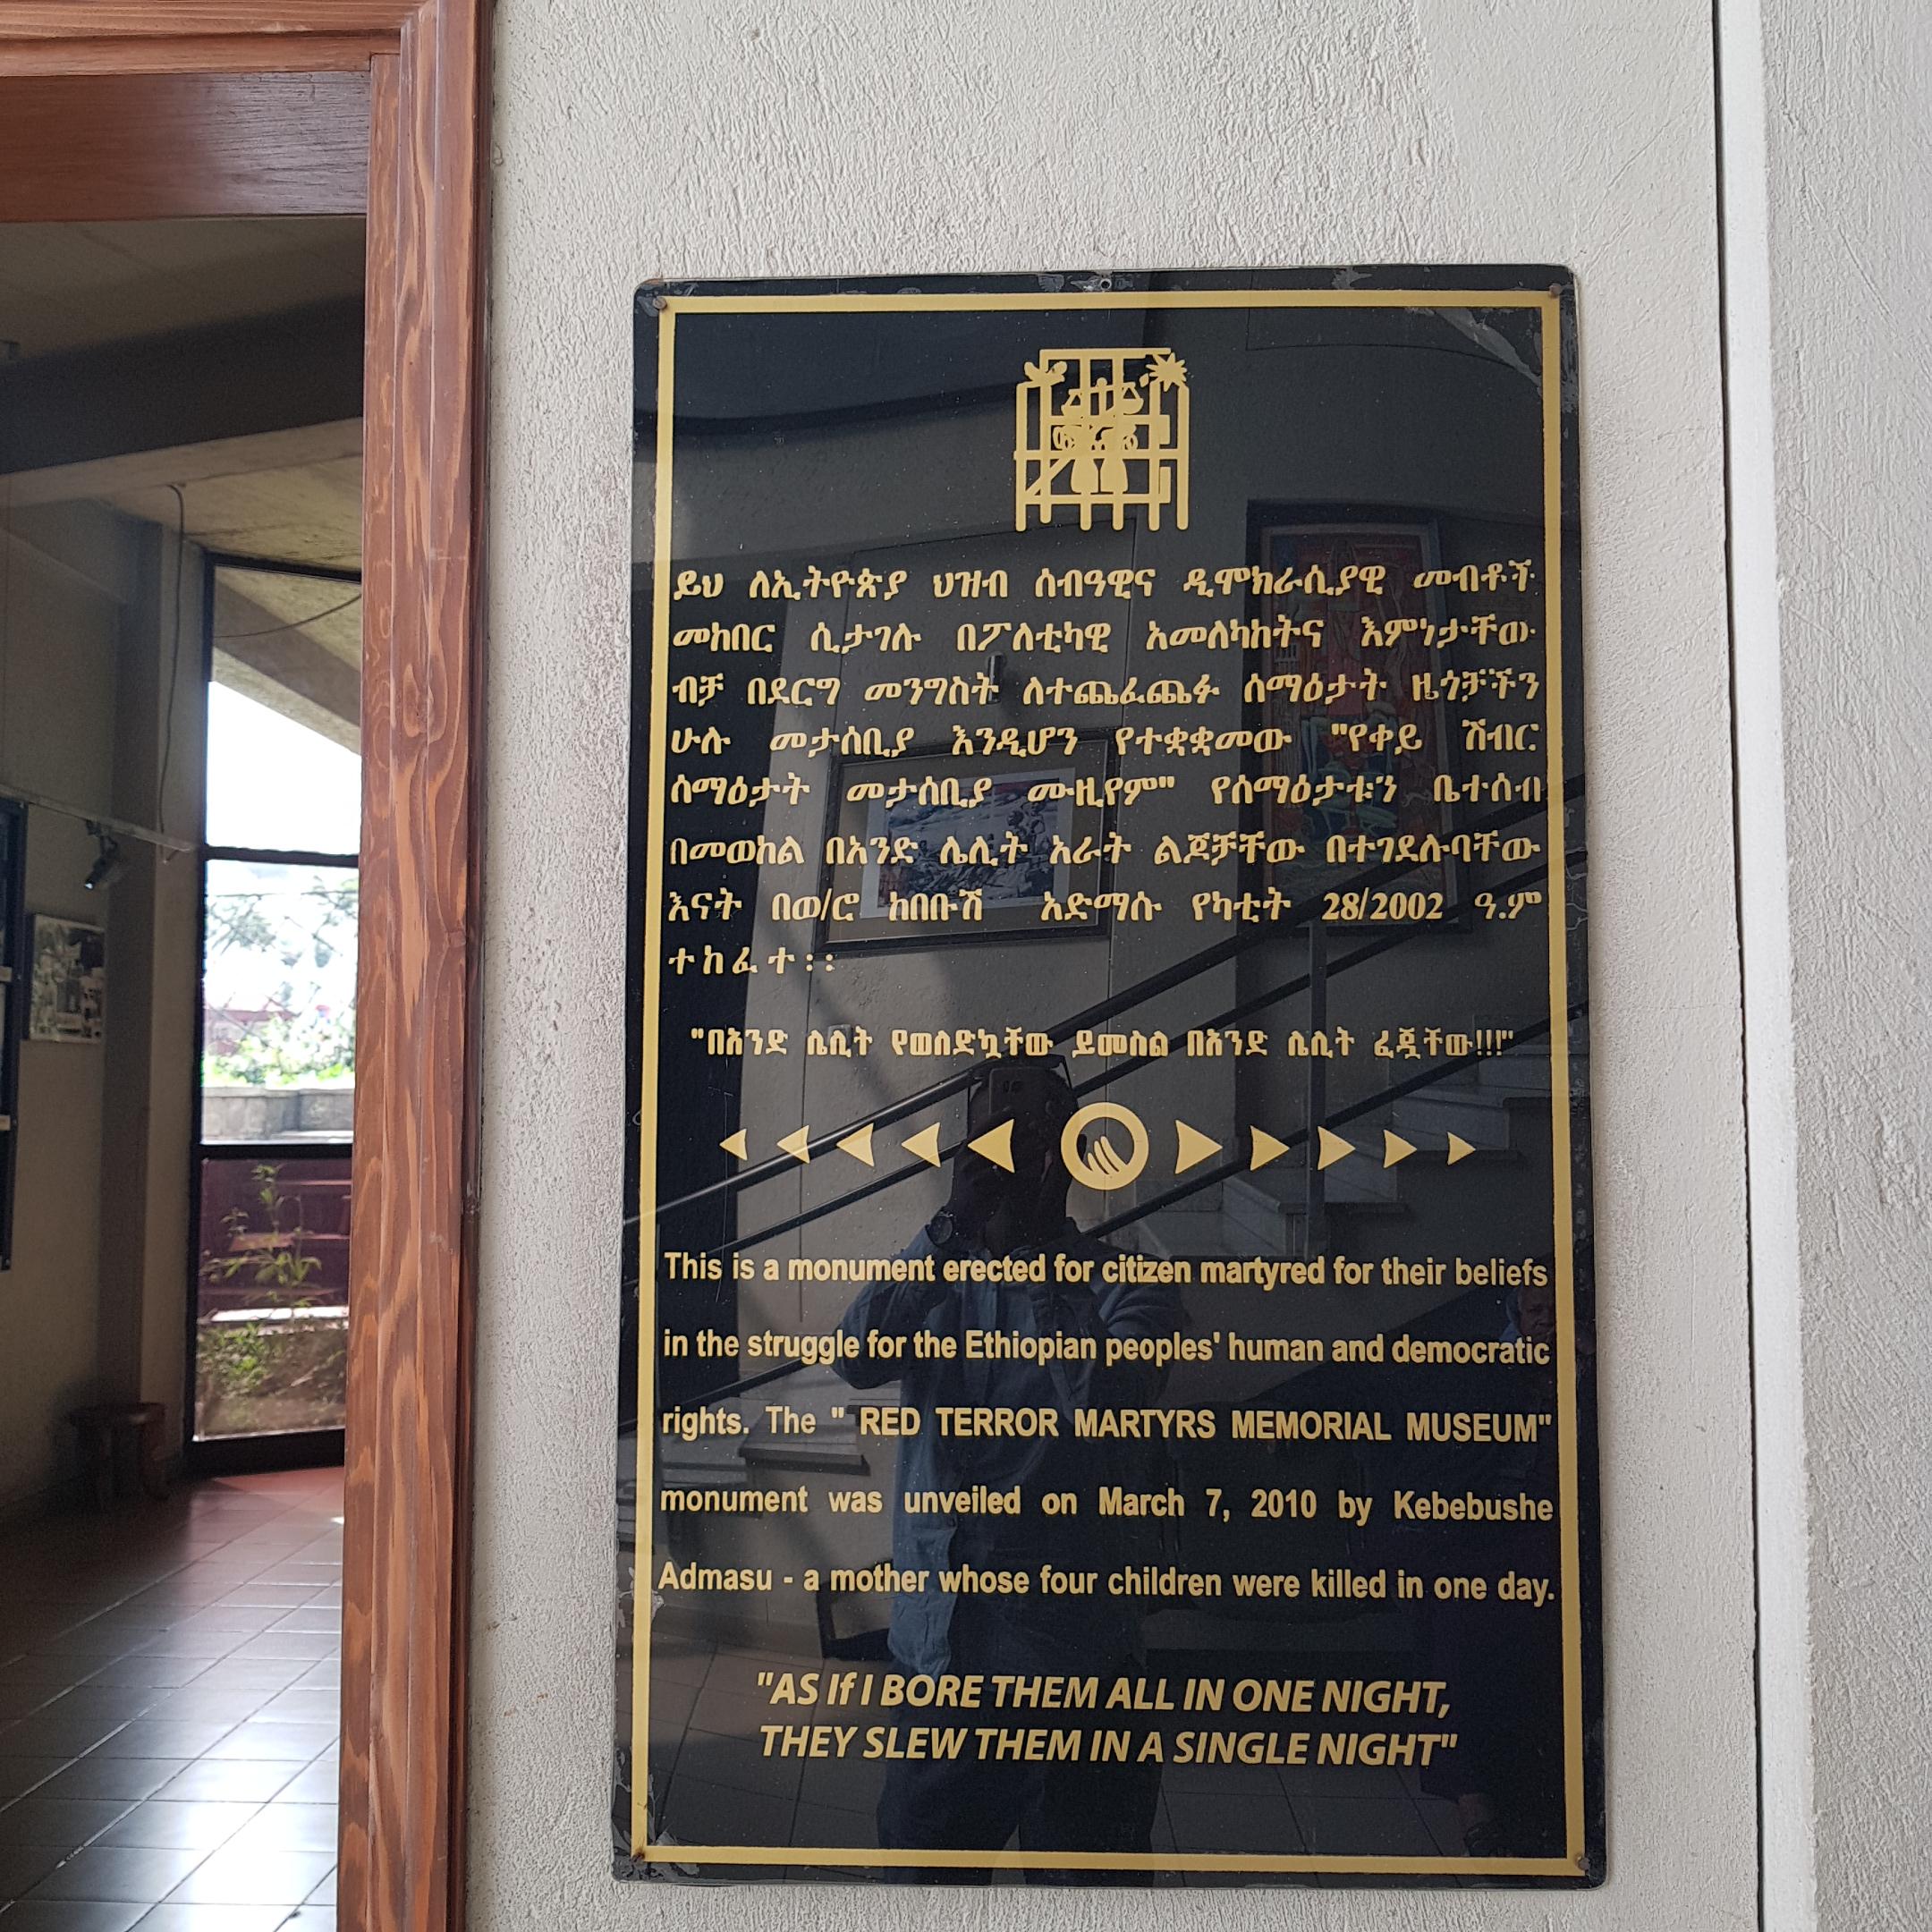 ይህ ለኢትዮጵያ ህዝብ ሰብዓዊና ዲሞክራሲያዊ መብቶች
መከበር ሲታገሉ በፖለቲካዊ አመለካከትና እምነታቸው
ብቻ በደርግ መንግስት ለተጨፈጨፉ ሰማዕታት ዜጎቻችን
ሁሉ መታሰቢያ እንዲሆን የተቋቋመው "የቀይ ሽብር
ሰማዕታት መታሰቢያ ሙዚየም" የሰማዕታቱን ቤተሰብ
በመወከል በአንድ ሌሊት አራት ልጆቻቸው በተገደሉባቸው
እናት በወ/ሮ ከበቡሽ አድማሱ የካቲት 28/2002 ዓ.ም
ተከፈተ፡፡
"በአንድ ሌሊት የወለድኳቸው ይመስል በአንድ ሌሊት ፈጇቸው!!!"
This is a monument erected for citizen martyred for their beliefs
in the struggle for the Ethiopian peoples' human and democratic
rights. The " RED TERROR MARTYRS MEMORIAL MUSEUM"
monument was unveiled on March 7, 2010 by Kebebushe
Admasu - a mother whose four children were killed in one day.
"AS If I BORE THEM ALL IN ONE NIGHT,
THEY SLEW THEM IN A SINGLE NIGHT"